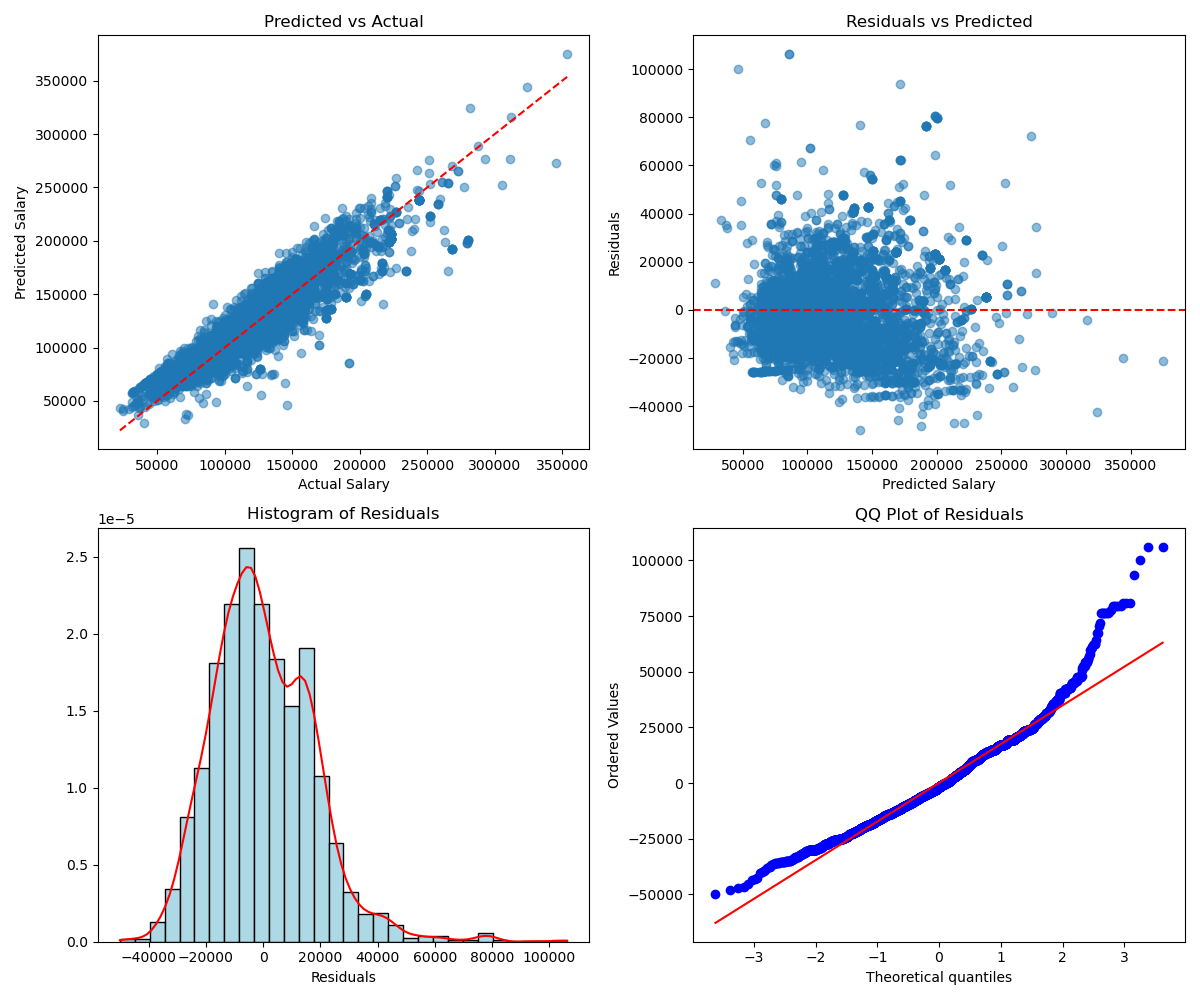 Predicted vs Actual
350000
300000
250000
200000
150000
100000
50000
Predicted Salary
50000 100000 150000 200000 250000 300000 350000
Actual Salary
Residuals vs Predicted
100000
80000
60000
40000
20000
0
−20000
−40000
Residuals
50000 100000 150000 200000 250000 300000 350000
Predicted Salary
Histogram of Residuals
1e−5
2.5
2.0
1.5
1.0
0.5
0.0
−40000 −20000 0 20000 40000 60000 80000 100000
Residuals
QQ Plot of Residuals
100000
75000
50000
25000
0
−25000
−50000
Ordered Values
−3 −2 −1 0 1 2 3
Theoretical quantiles